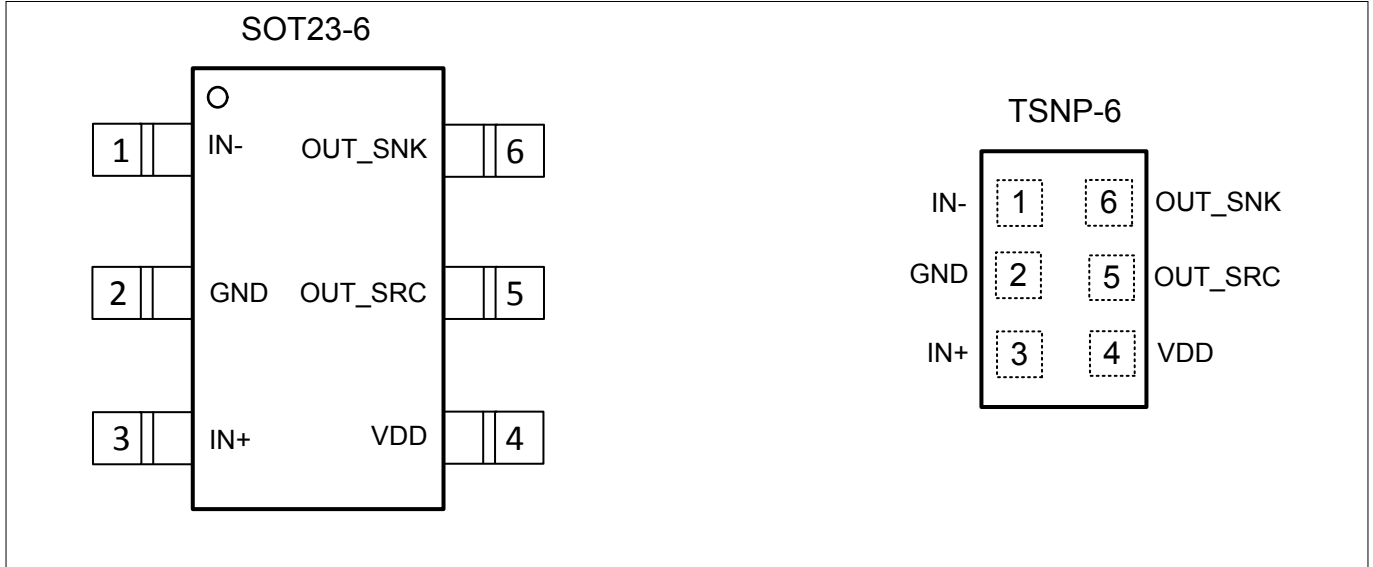 SOT23-6
1 IN- OUT_SNK 6
2 GND OUT_SRC 5
3 IN+ VDD 4
TSNP-6
IN- 1 6 OUT_SNK
GND 2 5 OUT_SRC
IN+ 3 4 VDD